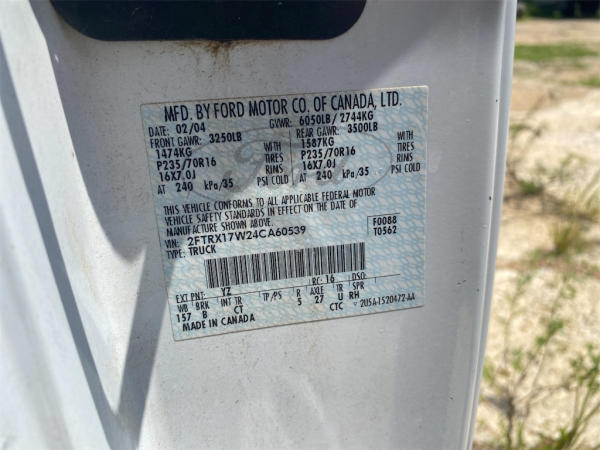 MFD. BY FORD MOTOR CO. OF CANADA, LTD.
DATE: 02/04 GVWR: 6050LB/2744KG
FRONT GAWR: 3250LB REAR GAWR: 3500LB
1474KG WITH 1587KG WITH
P235/70R16 TIRES P235/70R16 TIRES
16X7.0J RIMS 16X7.0J RIMS
AT 240 kPa/35 PSI COLD AT 240 kPa/35 PSI COLD
THIS VEHICLE CONFORMS TO ALL APPLICABLE FEDERAL MOTOR
VEHICLE SAFETY STANDARDS IN EFFECT ON THE DATE OF
MANUFACTURE SHOWN ABOVE.
VIN: 2FTRX17W24CA60539 F0088
TYPE: TRUCK T0562
EXT PNT: YZ RC: 16 DSO:
WB BRK INT TR TP/PS R AXLE TR SPR
157 B CT 5 27 U RH
MADE IN CANADA CTC 2U5A-1520472-AA